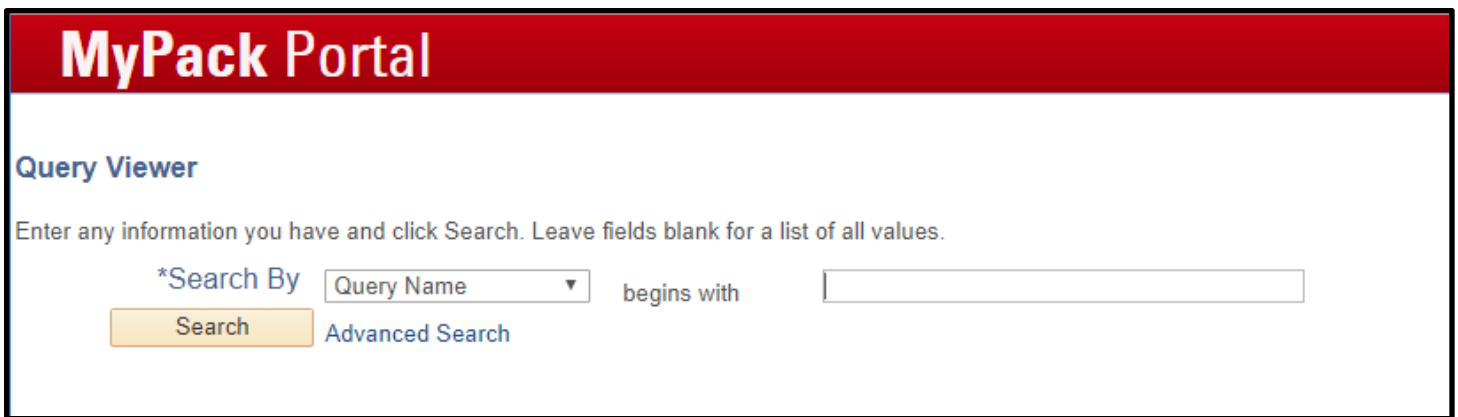 MyPack Portal
Query Viewer
Enter any information you have and click Search. Leave fields blank for a list of all values.
*Search By Query Name begins with
Search Advanced Search